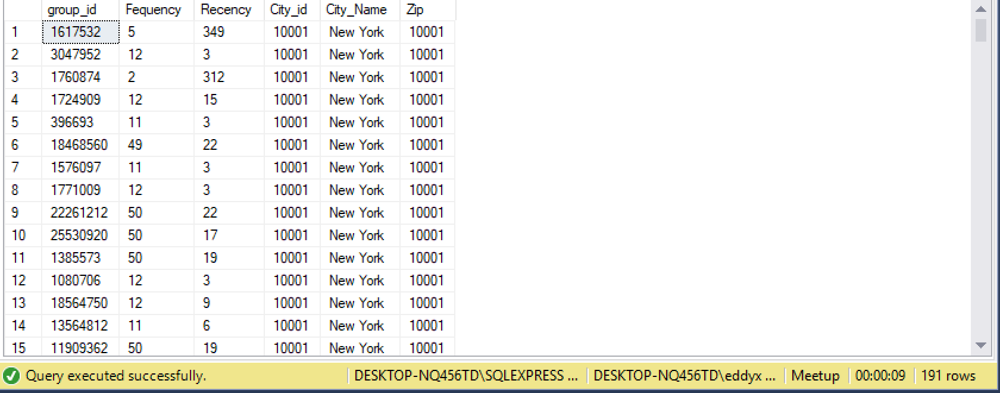 group_id Fequency Recency City_id City_Name Zip
1 1617532 5 349 10001 New York 10001
2 3047952 12 3 10001 New York 10001
3 1760874 2 312 10001 New York 10001
4 1724909 12 15 10001 New York 10001
5 396693 11 3 10001 New York 10001
6 18468560 49 22 10001 New York 10001
7 1576097 11 3 10001 New York 10001
8 1771009 12 3 10001 New York 10001
9 22261212 50 22 10001 New York 10001
10 25530920 50 17 10001 New York 10001
11 1385573 50 19 10001 New York 10001
12 1080706 12 3 10001 New York 10001
13 18564750 12 9 10001 New York 10001
14 13564812 11 6 10001 New York 10001
15 11909362 50 19 10001 New York 10001
Query executed successfully. DESKTOP-NQ456TD\SQLEXPRESS ... DESKTOP-NQ456TD\eddyx ... Meetup 00:00:09 191 rows